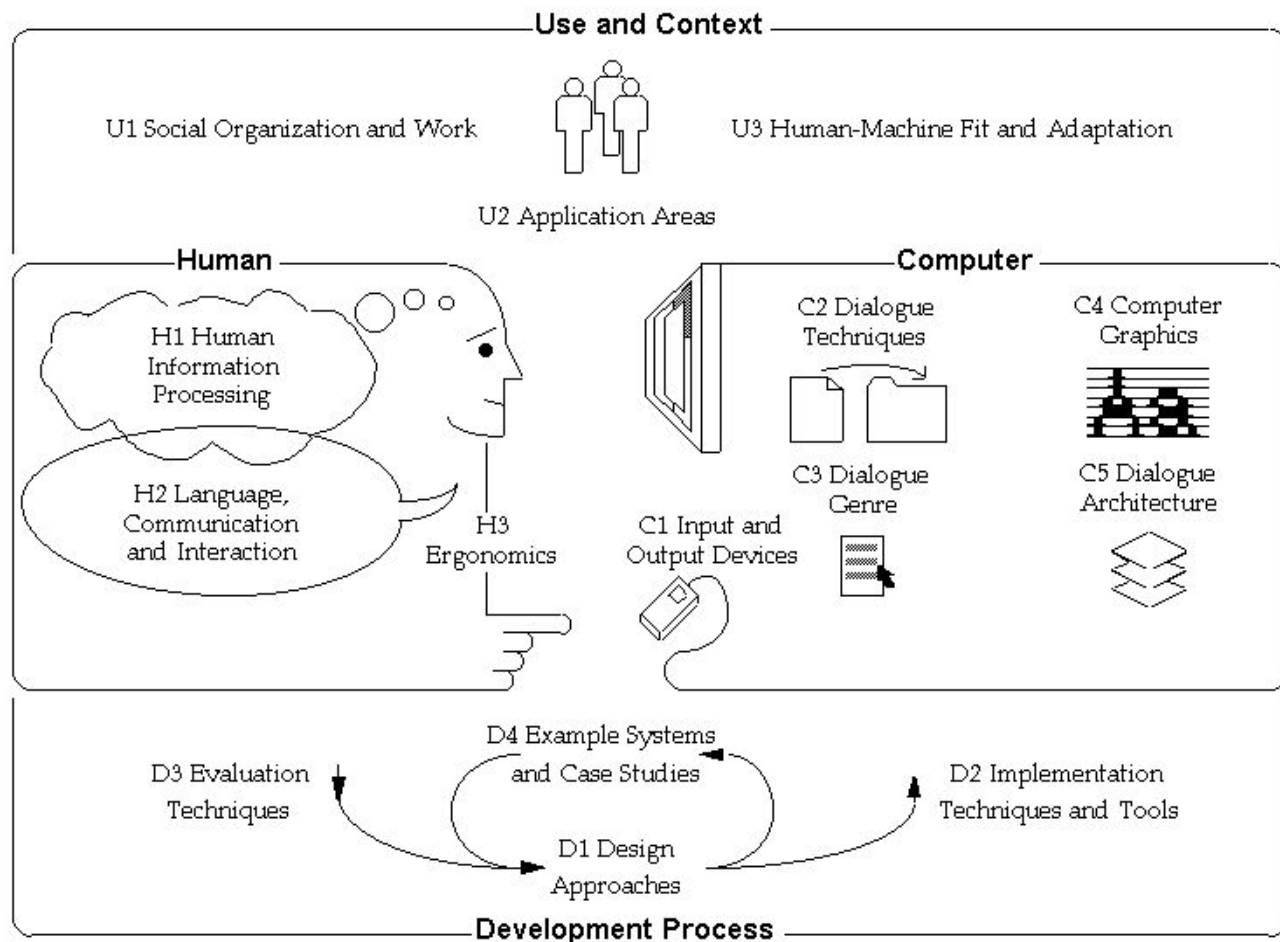 Use and Context
U1 Social Organization and Work
U3 Human-Machine Fit and Adaptation
U2 Application Areas
Human
H1 Human
Information
Processing
H2 Language,
Communication
and Interaction
H3
Ergonomics
Computer
C1 Input and
Output Devices
C2 Dialogue
Techniques
C3 Dialogue
Genre
C4 Computer
Graphics
C5 Dialogue
Architecture
D3 Evaluation
Techniques
D4 Example Systems
and Case Studies
D1 Design
Approaches
D2 Implementation
Techniques and Tools
Development Process